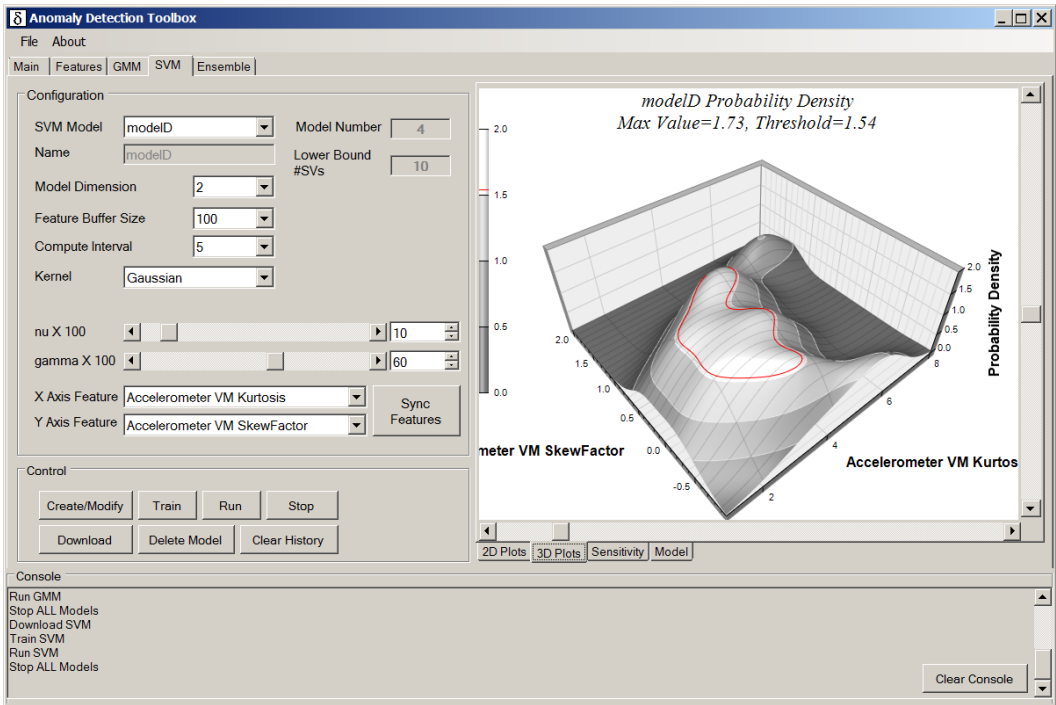 δ Anomaly Detection Toolbox
File About
Main Features GMM SVM Ensemble
Configuration
SVM Model modelD Model Number 4
Name modelD Lower Bound #SVs 10
Model Dimension 2
Feature Buffer Size 100
Compute Interval 5
Kernel Gaussian
nu X 100 10
gamma X 100 60
X Axis Feature Accelerometer VM Kurtosis
Y Axis Feature Accelerometer VM SkewFactor
Sync Features
Control
Create/Modify Train Run Stop
Download Delete Model Clear History
modelD Probability Density
Max Value=1.73, Threshold=1.54
2.0
1.5
1.0
0.5
0.0
2.0
1.5
1.0
0.5
0.0
-0.5
meter VM SkewFactor
2
4
6
8
Accelerometer VM Kurtos
2.0
1.5
1.0
0.5
0.0
Probability Density
2D Plots 3D Plots Sensitivity Model
Console
Run GMM
Stop ALL Models
Download SVM
Train SVM
Run SVM
Stop ALL Models
Clear Console